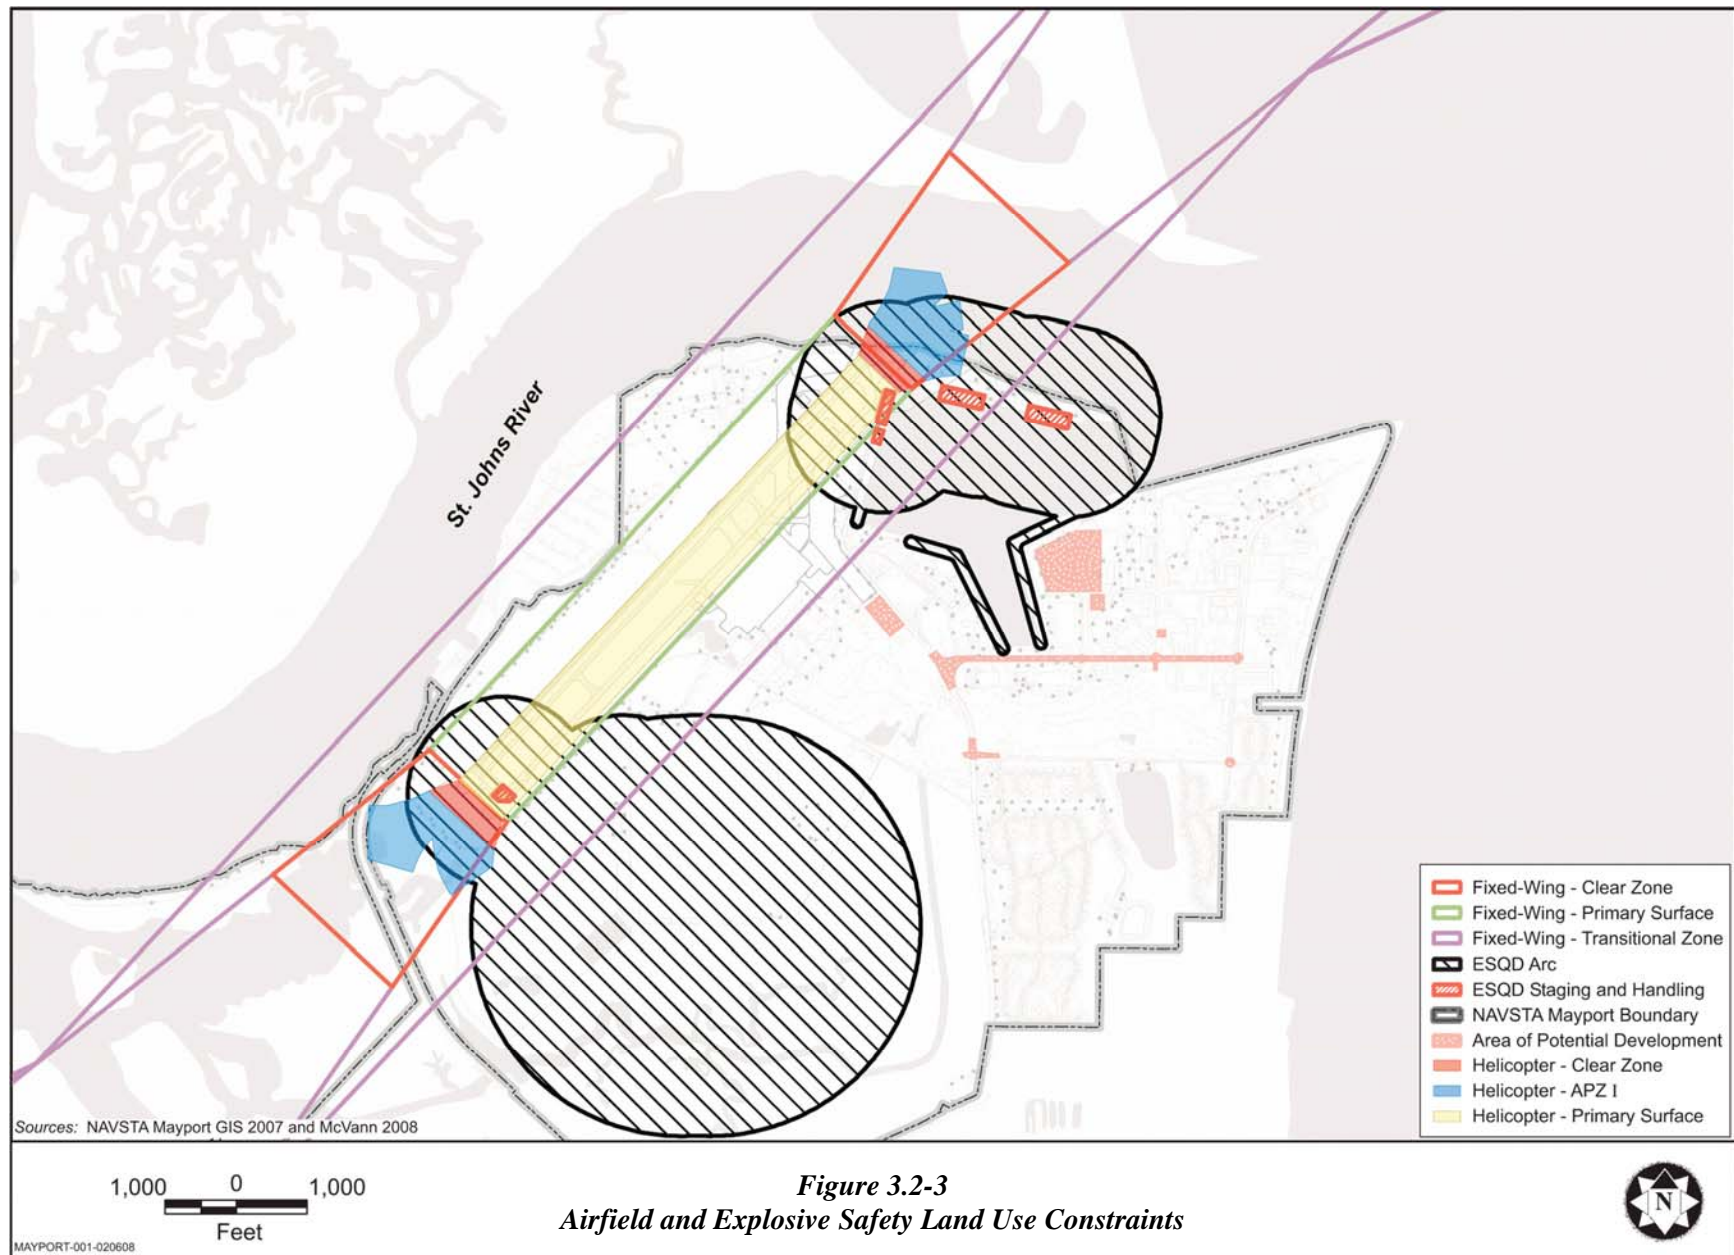 St. Johns River
Fixed-Wing - Clear Zone
Fixed-Wing - Primary Surface
Fixed-Wing - Transitional Zone
ESQD Arc
ESQD Staging and Handling
NAVSTA Mayport Boundary
Area of Potential Development
Helicopter - Clear Zone
Helicopter - APZ I
Helicopter - Primary Surface
Sources: NAVSTA Mayport GIS 2007 and McVann 2008
1,000 0 1,000
Feet
Figure 3.2-3
Airfield and Explosive Safety Land Use Constraints
N
MAYPORT-001-020608